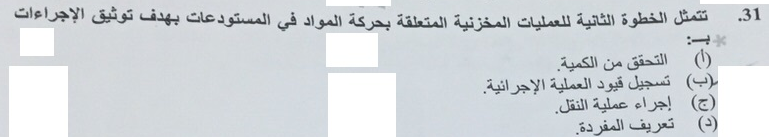 31. تتمثل الخطوة الثانية للعمليات المخزنية المتعلقة بحركة المواد في المستودعات بهدف توثيق الإجراءات
بـ:
(أ) التحقق من الكمية.
(ب) تسجيل قيود العملية الإجرائية.
(ج) إجراء عملية النقل.
(د) تعريف المفردة.